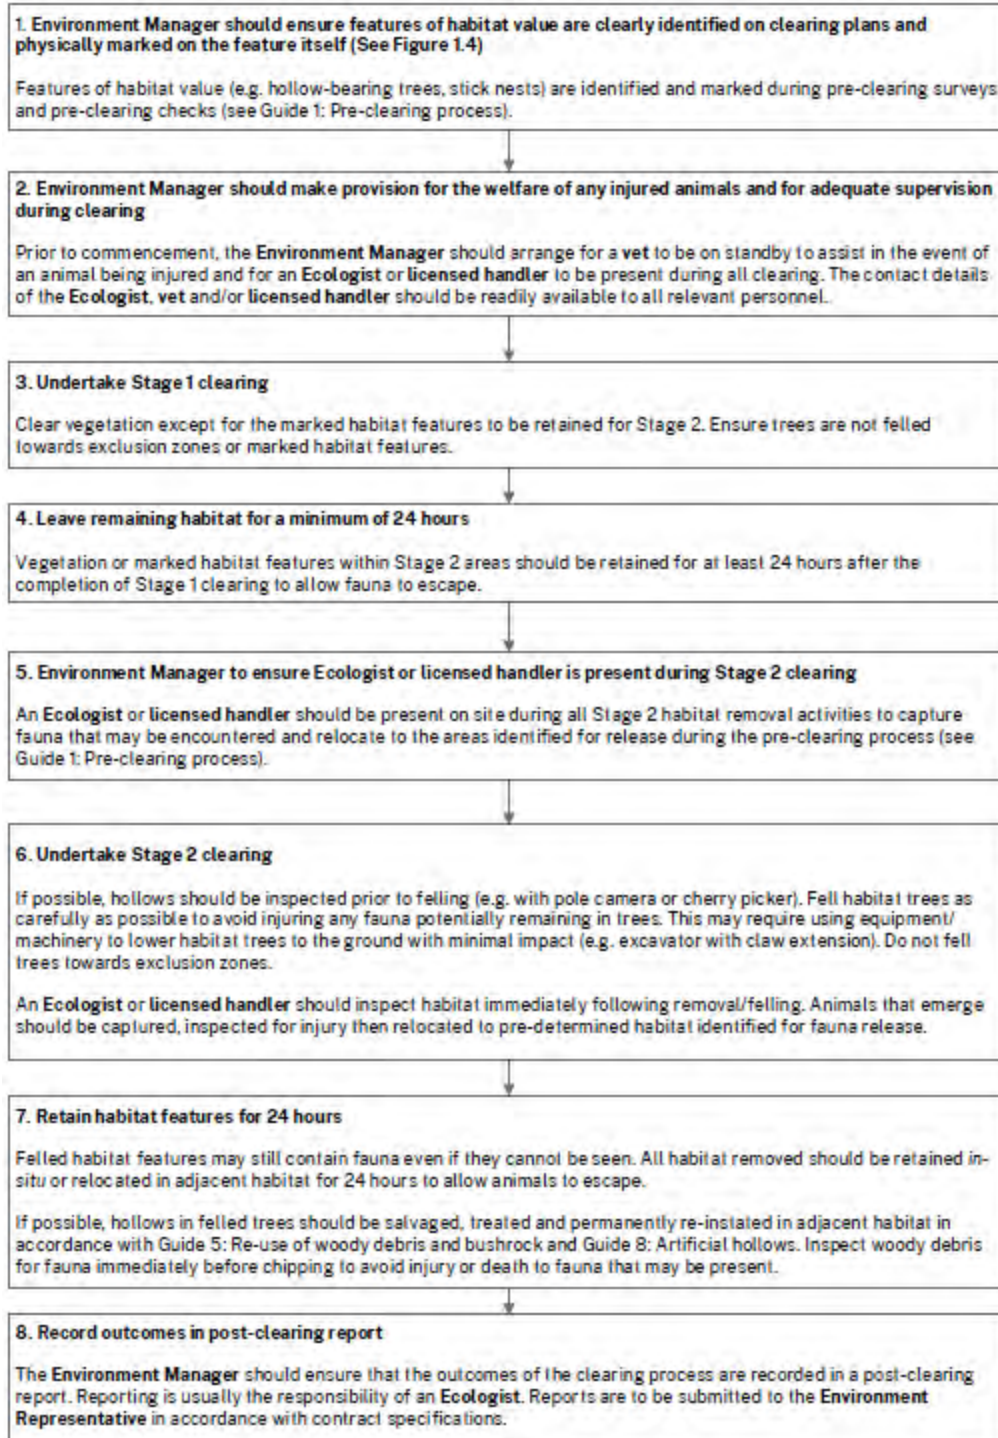 1. Environment Manager should ensure features of habitat value are clearly identified on clearing plans and
physically marked on the feature itself (See Figure 1.4)
Features of habitat value (e.g. hollow-bearing trees, stick nests) are identified and marked during pre-clearing surveys
and pre-clearing checks (see Guide 1: Pre-clearing process).
2. Environment Manager should make provision for the welfare of any injured animals and for adequate supervision
during clearing
Prior to commencement, the Environment Manager should arrange for a vet to be on standby to assist in the event of
an animal being injured and for an Ecologist or licensed handler to be present during all clearing. The contact details
of the Ecologist, vet and/or licensed handler should be readily available to all relevant personnel.
3. Undertake Stage 1 clearing
Clear vegetation except for the marked habitat features to be retained for Stage 2. Ensure trees are not felled
towards exclusion zones or marked habitat features.
4. Leave remaining habitat for a minimum of 24 hours
Vegetation or marked habitat features within Stage 2 areas should be retained for at least 24 hours after the
completion of Stage 1 clearing to allow fauna to escape.
5. Environment Manager to ensure Ecologist or licensed handler is present during Stage 2 clearing
An Ecologist or licensed handler should be present on site during all Stage 2 habitat removal activities to capture
fauna that may be encountered and relocate to the areas identified for release during the pre-clearing process (see
Guide 1: Pre-clearing process).
6. Undertake Stage 2 clearing
If possible, hollows should be inspected prior to felling (e.g. with pole camera or cherry picker). Fell habitat trees as
carefully as possible to avoid injuring any fauna potentially remaining in trees. This may require using equipment/
machinery to lower habitat trees to the ground with minimal impact (e.g. excavator with claw extension). Do not fell
trees towards exclusion zones.
An Ecologist or licensed handler should inspect habitat immediately following removal/felling. Animals that emerge
should be captured, inspected for injury then relocated to pre-determined habitat identified for fauna release.
7. Retain habitat features for 24 hours
Felled habitat features may still contain fauna even if they cannot be seen. All habitat removed should be retained in-
situ or relocated in adjacent habitat for 24 hours to allow animals to escape.
If possible, hollows in felled trees should be salvaged, treated and permanently re-instated in adjacent habitat in
accordance with Guide 5: Re-use of woody debris and bushrock and Guide 8: Artificial hollows. Inspect woody debris
for fauna immediately before chipping to avoid injury or death to fauna that may be present.
8. Record outcomes in post-clearing report
The Environment Manager should ensure that the outcomes of the clearing process are recorded in a post-clearing
report. Reporting is usually the responsibility of an Ecologist. Reports are to be submitted to the Environment
Representative in accordance with contract specifications.